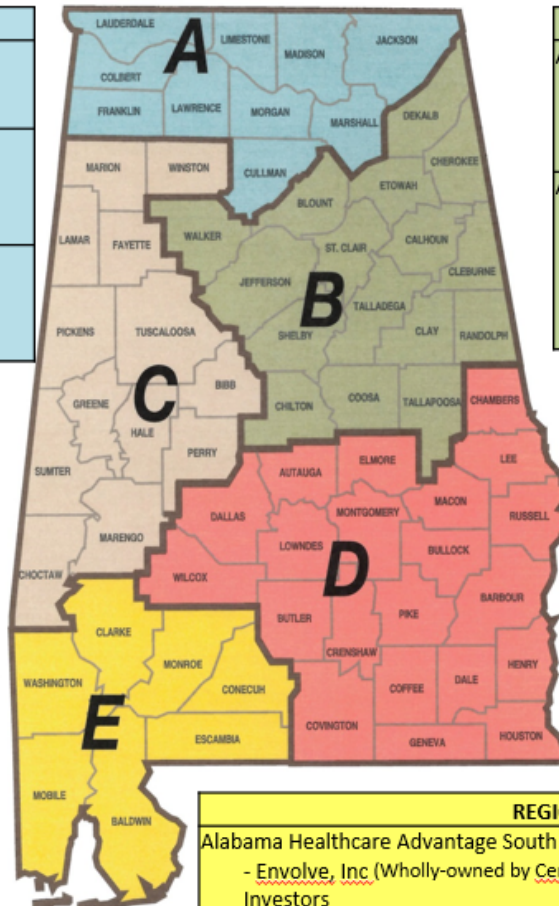 LAUDERDALE
LIMESTONE
MADISON
JACKSON
A
COLBERT
FRANKLIN
LAWRENCE
MORGAN
MARSHALL
DEKALB
MARION
WINSTON
CULLMAN
CHEROKEE
ETOWAH
BLOUNT
LAMAR
FAYETTE
WALKER
ST. CLAIR
CALHOUN
CLEBURNE
JEFFERSON
B
TALLADEGA
PICKENS
TUSCALOOSA
SHELBY
CLAY
RANDOLPH
BIBB
C
GREENE
HALE
CHILTON
COOSA
TALLAPOOSA
CHAMBERS
PERRY
SUMTER
AUTAUGA
ELMORE
LEE
MACON
DALLAS
MONTGOMERY
RUSSELL
MARENGO
LOWNDES
BULLOCK
D
CHOCTAW
WILCOX
BARBOUR
BUTLER
PIKE
CLARKE
CRENSHAW
MONROE
HENRY
WASHINGTON
CONECUH
COFFEE
DALE
E
COVINGTON
ESCAMBIA
GENEVA
HOUSTON
MOBILE
BALDWIN
REGI
Alabama Healthcare Advantage South
- Envolve, Inc (Wholly-owned by Cen
Investors